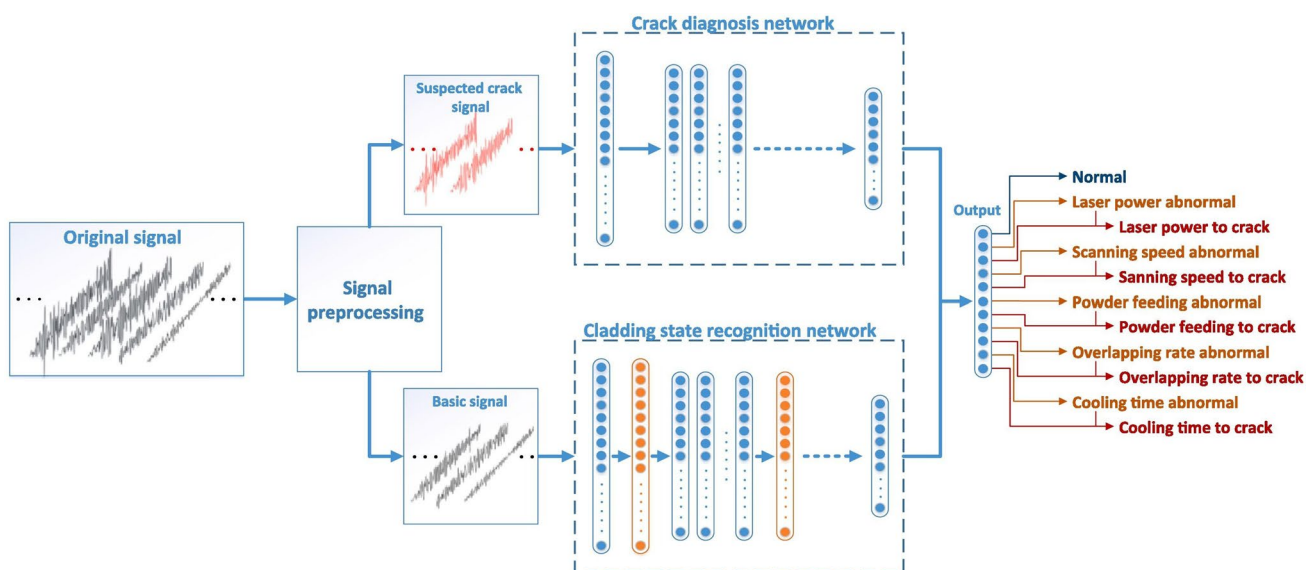 Crack diagnosis network
Suspected crack
signal
Original signal
Signal
preprocessing
Basic signal
Cladding state recognition network
Output
Normal
Laser power abnormal
Laser power to crack
Scanning speed abnormal
Sanning speed to crack
Powder feeding abnormal
Powder feeding to crack
Overlapping rate abnormal
Overlapping rate to crack
Cooling time abnormal
Cooling time to crack